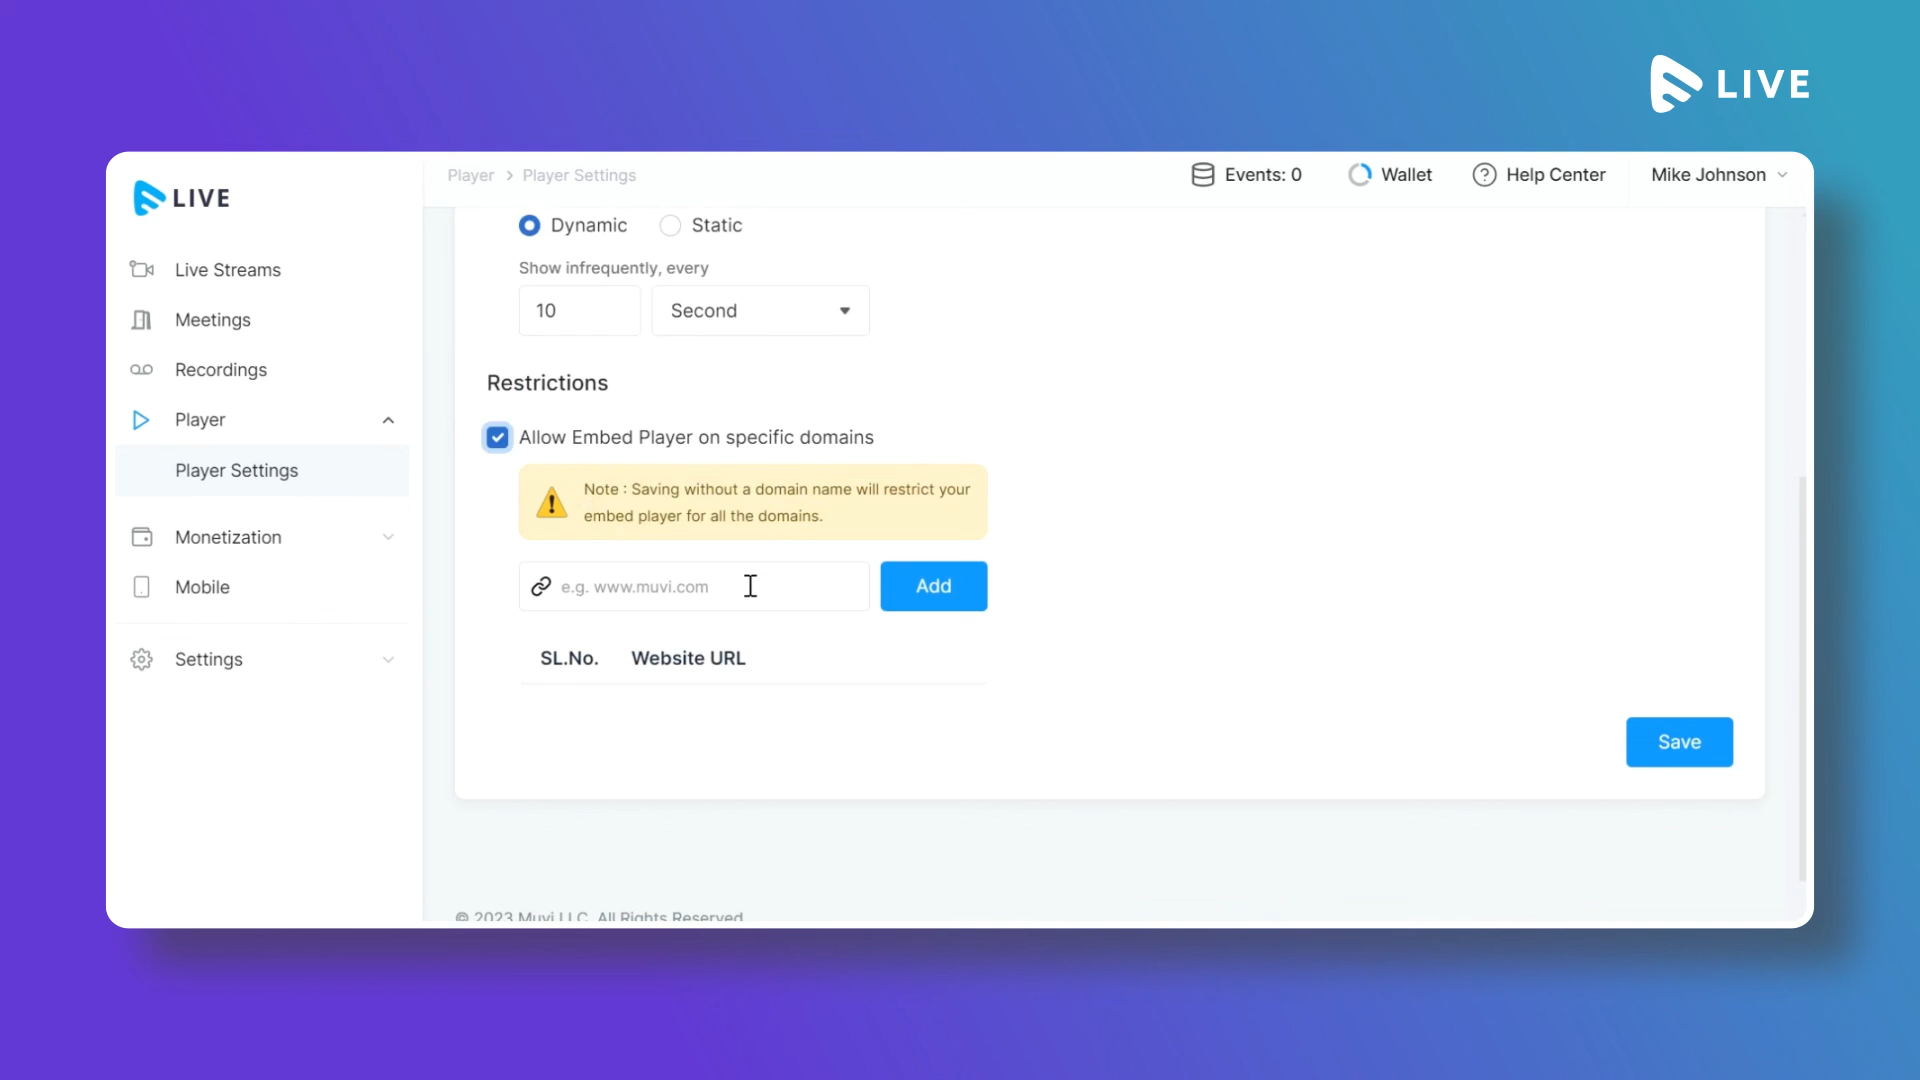 LIVE
LIVE
Player > Player Settings
Events: 0
Wallet
Help Center
Mike Johnson
Live Streams
Meetings
Recordings
Player
Player Settings
Monetization
Mobile
Settings
Dynamic
Static
Show infrequently, every
10
Second
Restrictions
Allow Embed Player on specific domains
Note : Saving without a domain name will restrict your
embed player for all the domains.
e.g. www.muvi.com
Add
SL.No.
Website URL
Save
© 2023 Muvi LLC. All Rights Reserved